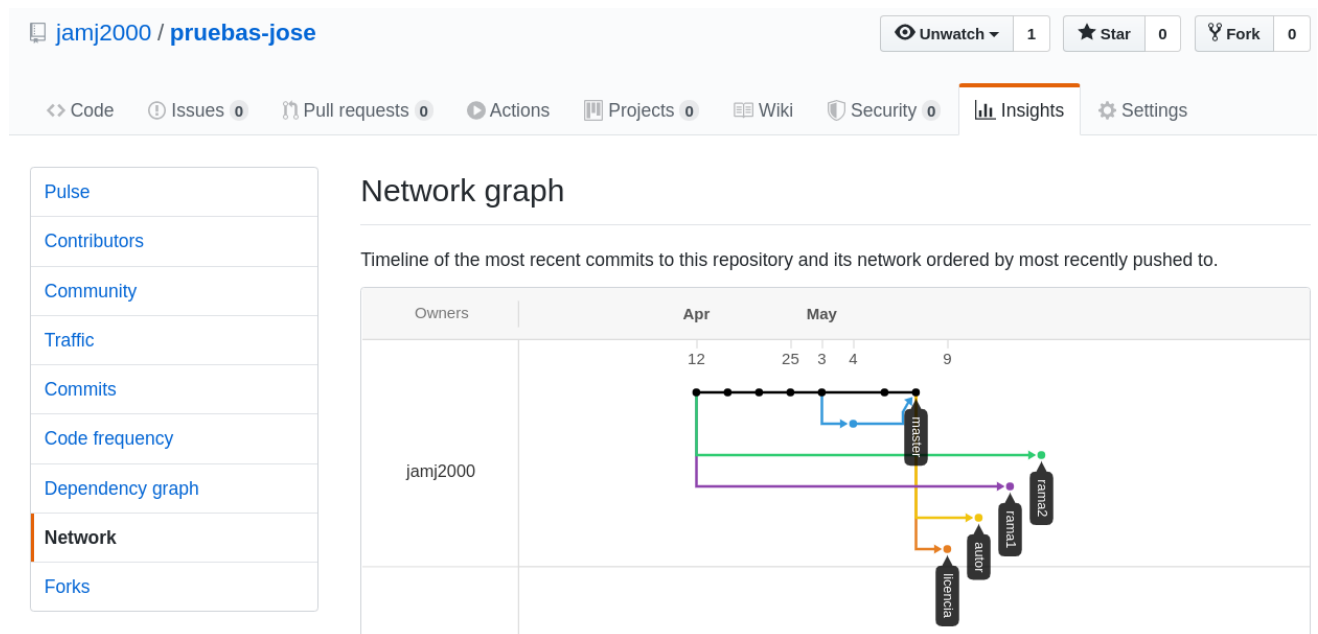 jamj2000 / pruebas-jose
Unwatch 1 Star 0 Fork 0
Code Issues 0 Pull requests 0 Actions Projects 0 Wiki Security 0 Insights Settings
Pulse
Contributors
Community
Traffic
Commits
Code frequency
Dependency graph
Network
Forks
Network graph
Timeline of the most recent commits to this repository and its network ordered by most recently pushed to.
Owners Apr May
12 25 3 4 9
jamj2000
master
rama2
rama1
autor
licencia